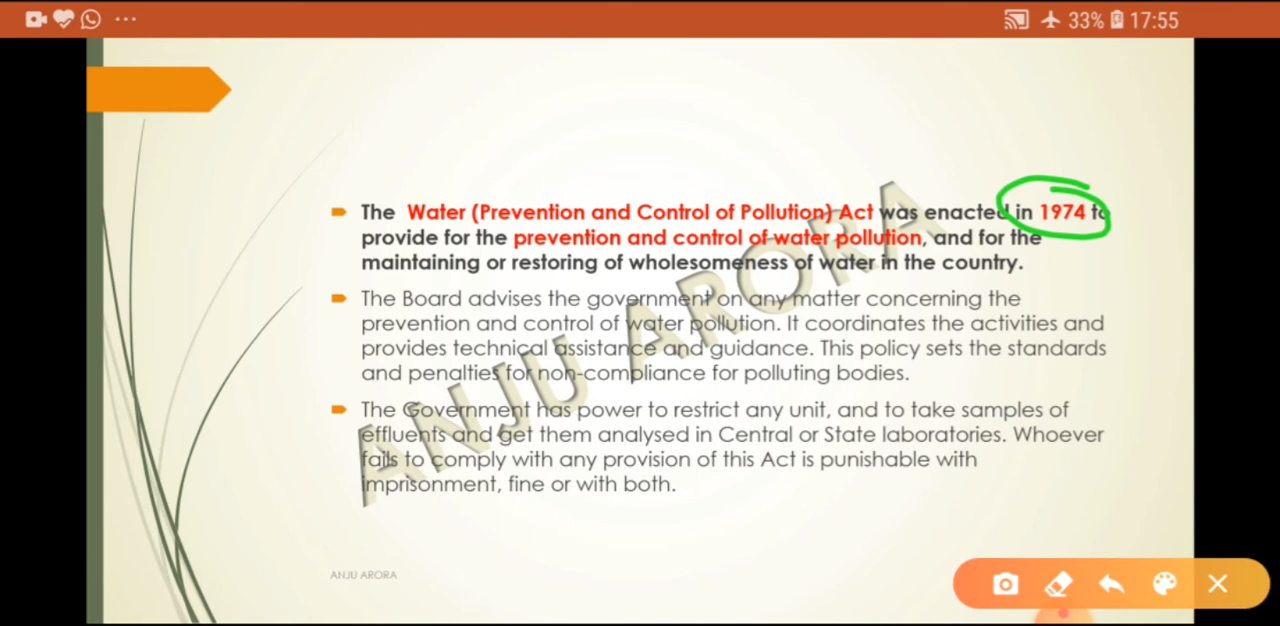 33% 17:55
The Water (Prevention and Control of Pollution) Act was enacted in 1974 to
provide for the prevention and control of water pollution, and for the
maintaining or restoring of wholesomeness of water in the country.
The Board advises the government on any matter concerning the
prevention and control of water pollution. It coordinates the activities and
provides technical assistance and guidance. This policy sets the standards
and penalties for non-compliance for polluting bodies.
The Government has power to restrict any unit, and to take samples of
effluents and get them analysed in Central or State laboratories. Whoever
fails to comply with any provision of this Act is punishable with
imprisonment, fine or with both.
ANJU ARORA
ANJU ARORA